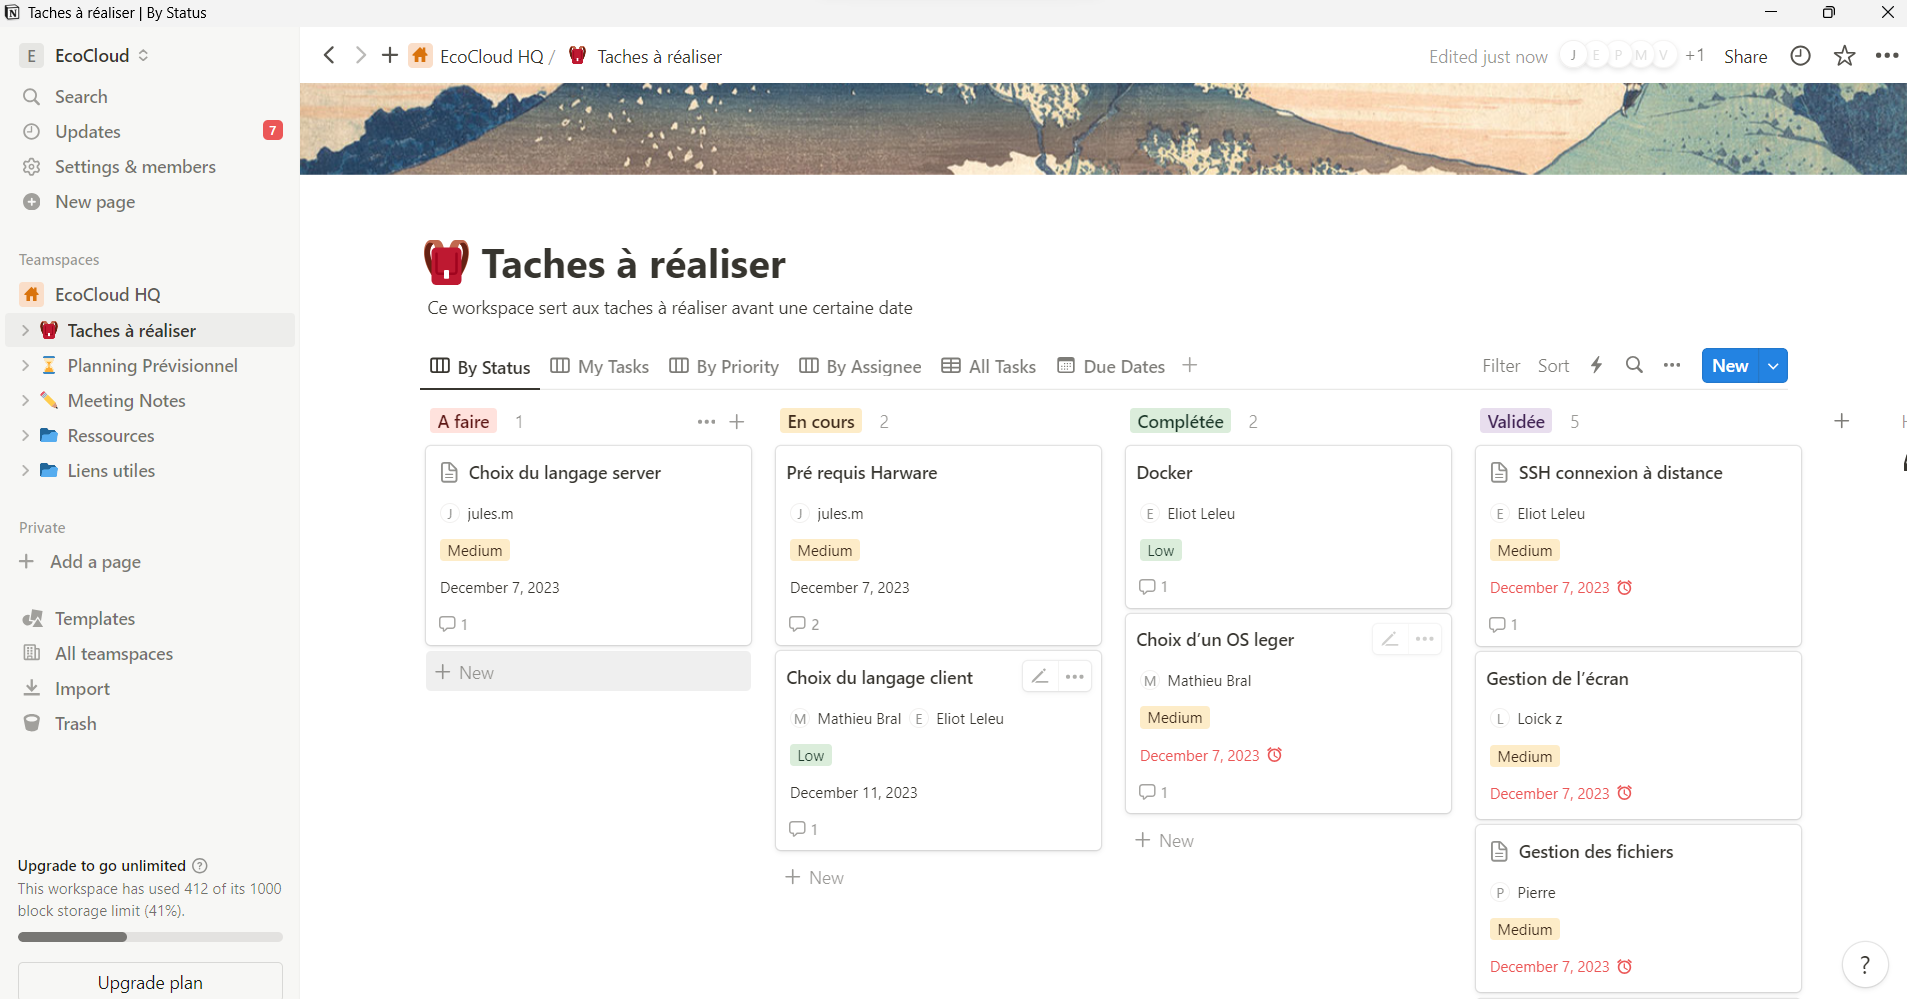 Taches à réaliser | By Status
E EcoCloud
Search
Updates 7
Settings & members
New page
Teamspaces
EcoCloud HQ
Taches à réaliser
Planning Prévisionnel
Meeting Notes
Ressources
Liens utiles
Private
Add a page
Templates
All teamspaces
Import
Trash
Upgrade to go unlimited
This workspace has used 412 of its 1000
block storage limit (41%).
Upgrade plan
EcoCloud HQ / Taches à réaliser
Edited just now J E P M V +1 Share
Taches à réaliser
Ce workspace sert aux taches à réaliser avant une certaine date
By Status My Tasks By Priority By Assignee All Tasks Due Dates
Filter Sort New
A faire 1
Choix du langage server
J jules.m
Medium
December 7, 2023
1
New
En cours 2
Pré requis Harware
J jules.m
Medium
December 7, 2023
2
Choix du langage client
M Mathieu Bral E Eliot Leleu
Low
December 11, 2023
1
New
Complétée 2
Docker
E Eliot Leleu
Low
1
Choix d’un OS leger
M Mathieu Bral
Medium
December 7, 2023
1
New
Validée 5
SSH connexion à distance
E Eliot Leleu
Medium
December 7, 2023
1
Gestion de l’écran
L Loick z
Medium
December 7, 2023
Gestion des fichiers
P Pierre
Medium
December 7, 2023
?